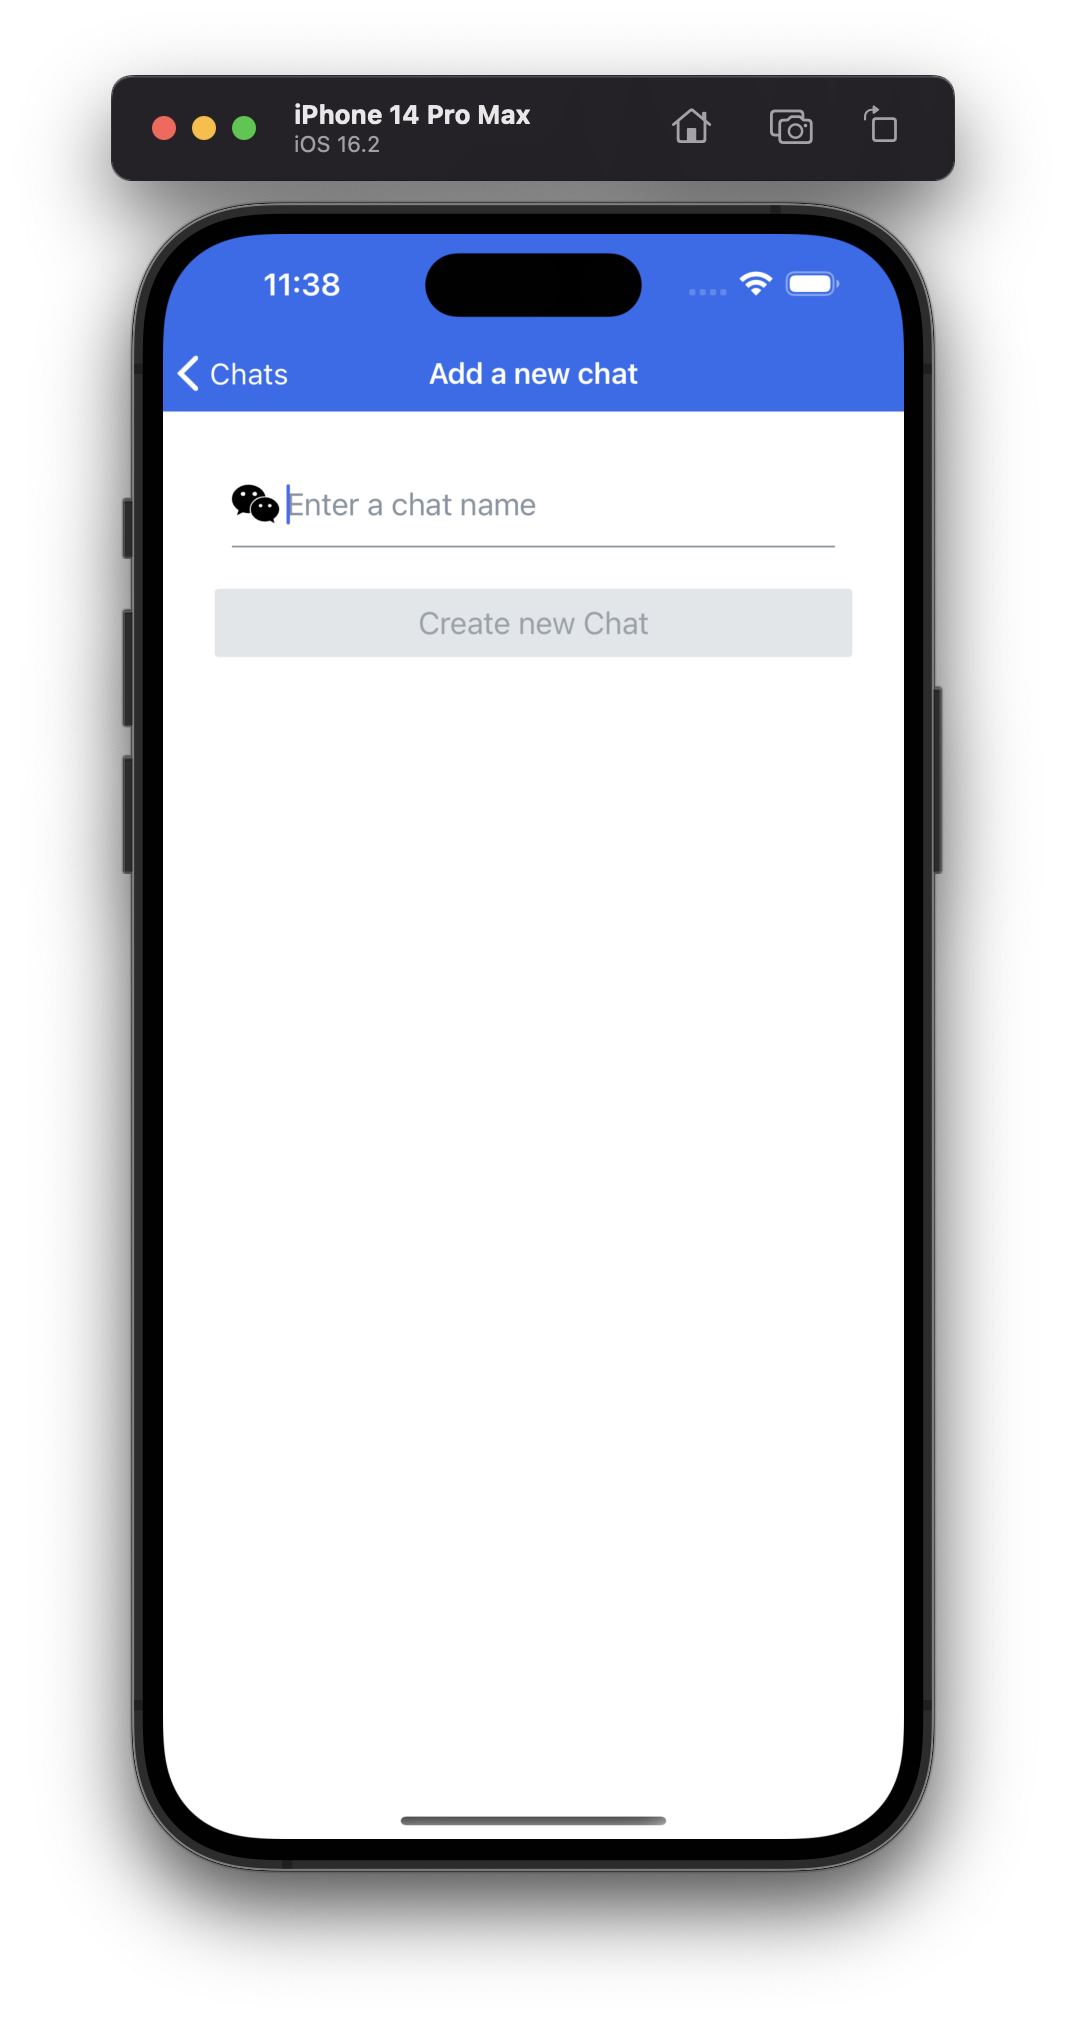 iPhone 14 Pro Max
iOS 16.2
11:38
Chats
Add a new chat
Enter a chat name
Create new Chat